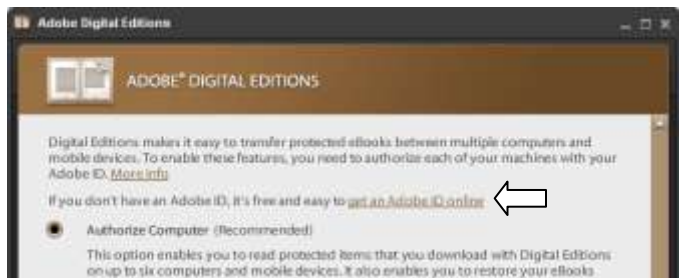 Adobe Digital Editions
ADOBE® DIGITAL EDITIONS
Digital Editions makes it easy to transfer protected eBooks between multiple computers and
mobile devices. To enable these features, you need to authorize each of your machines with your
Adobe ID. More info
If you don't have an Adobe ID, it's free and easy to get an Adobe ID online
Authorize Computer (Recommended)
This option enables you to read protected items that you download with Digital Editions
on up to six computers and mobile devices. It also enables you to restore your eBooks